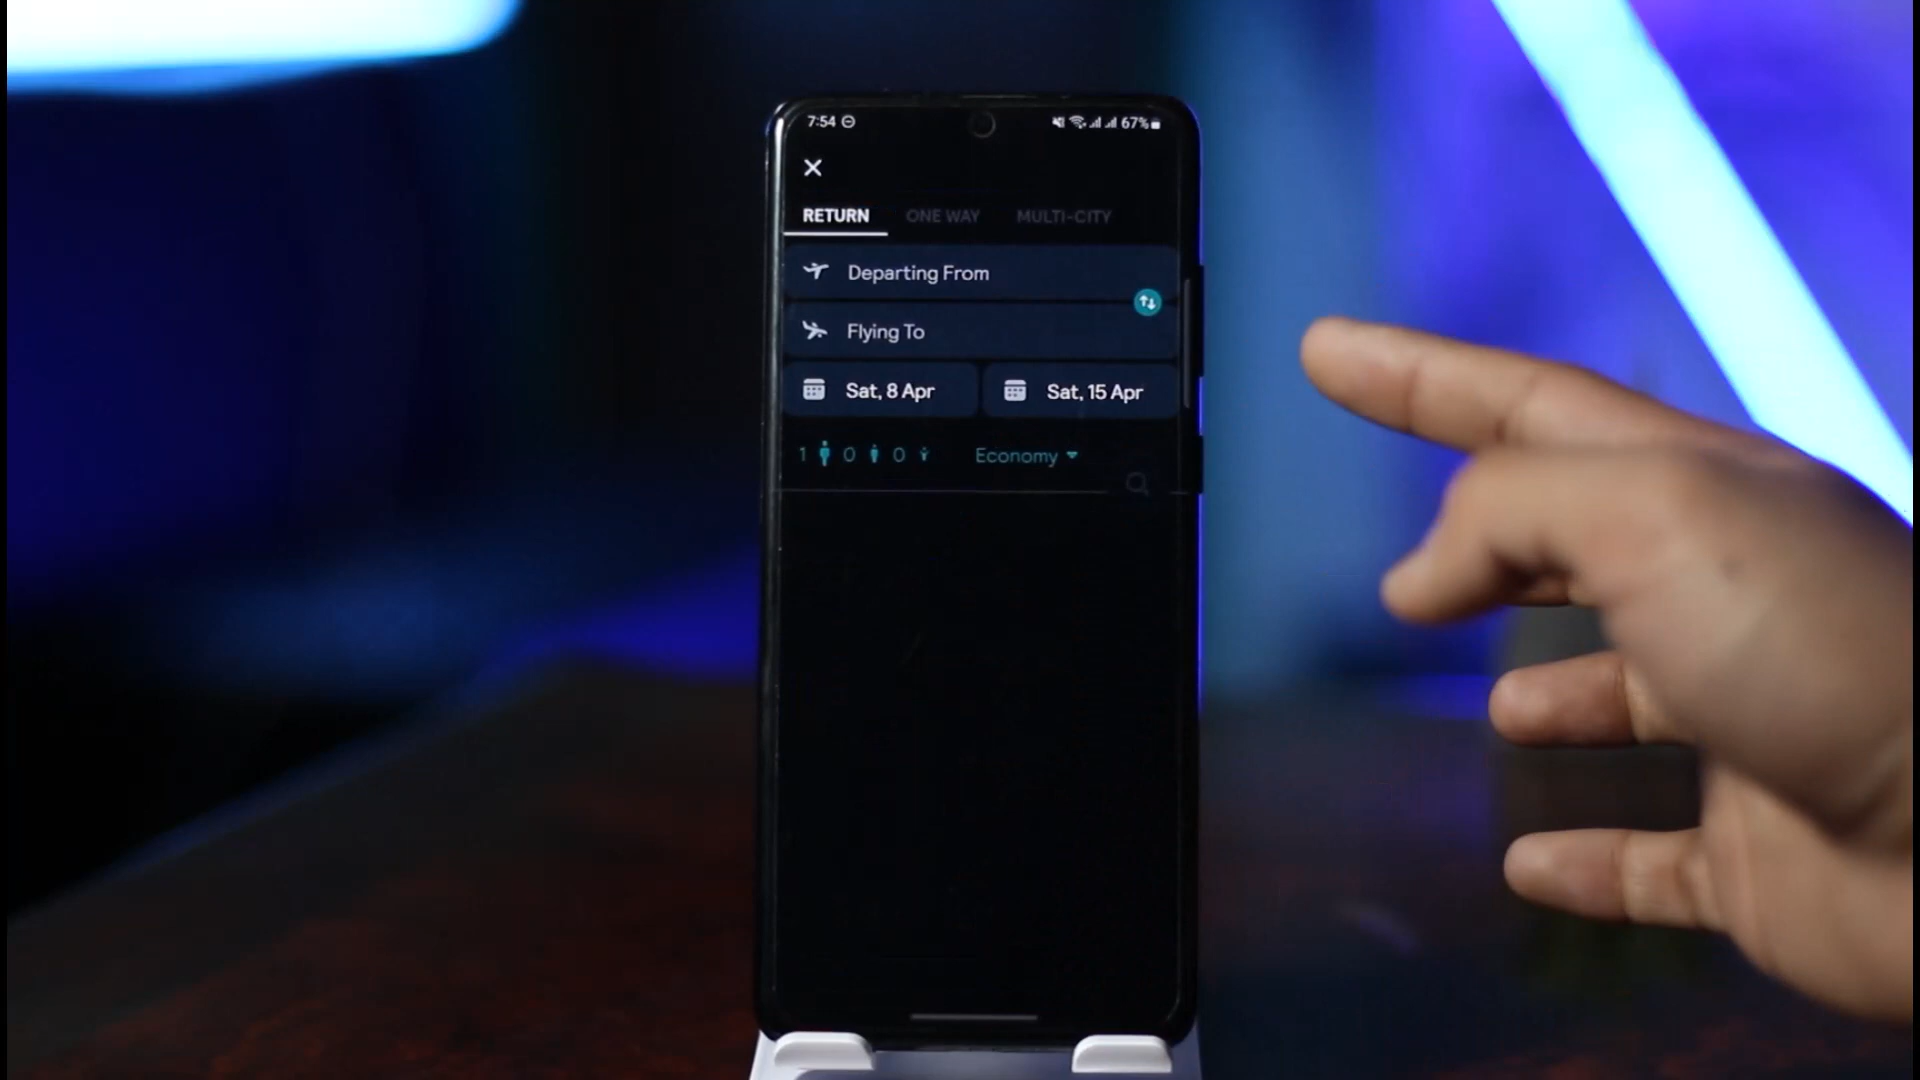 7:54 67%
RETURN ONE WAY MULTI-CITY
Departing From
Flying To
Sat, 8 Apr Sat, 15 Apr
1 0 0 Economy